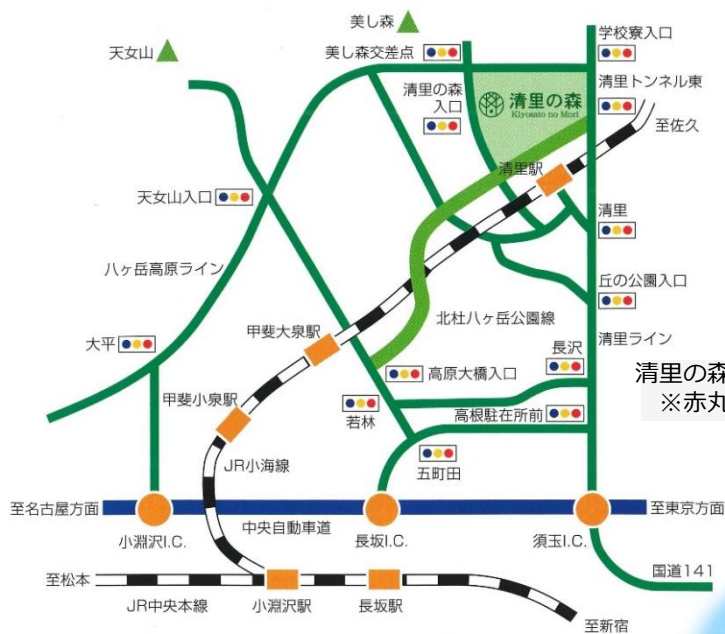 美し森
天女山
美し森交差点
学校寮入口
清里の森
入口
清里の森
Kiyosato no Mori
清里トンネル東
至佐久
清里駅
天女山入口
清里
八ヶ岳高原ライン
丘の公園入口
北杜八ヶ岳公園線
甲斐大泉駅
清里ライン
大平
長沢
高原大橋入口
清里の森
※赤丸
甲斐小泉駅
若林
高根駐在所前
JR小海線
五町田
至名古屋方面
中央自動車道
至東京方面
小淵沢I.C.
長坂I.C.
須玉I.C.
至松本
国道141
JR中央本線
小淵沢駅
長坂駅
至新宿